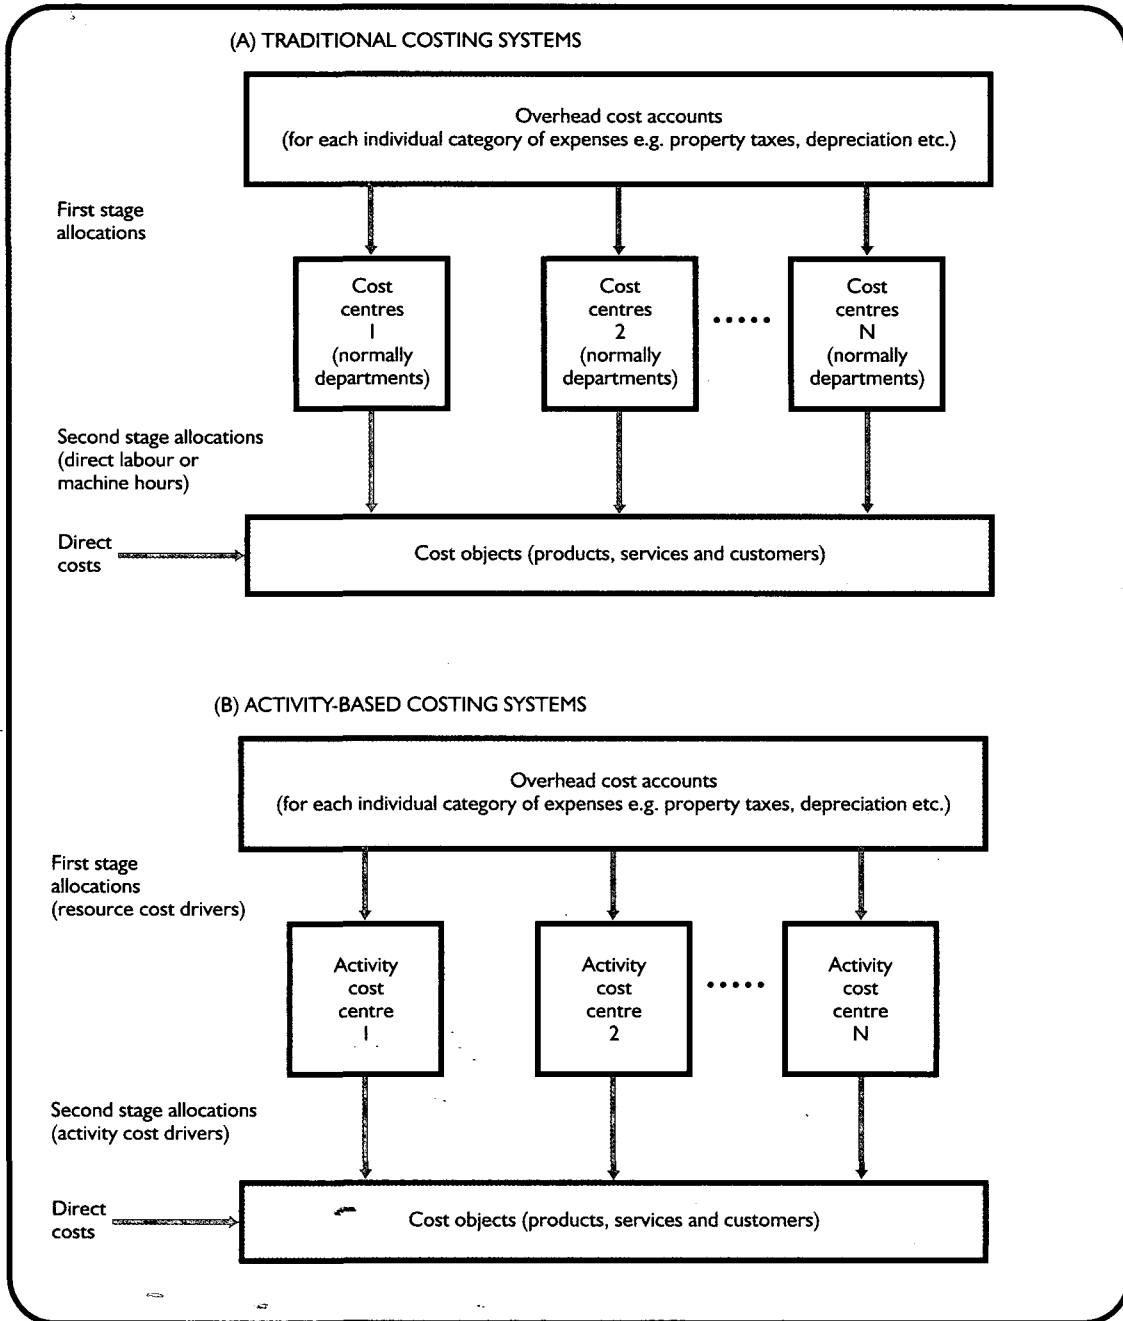 (A) TRADITIONAL COSTING SYSTEMS
Overhead cost accounts
(for each individual category of expenses e.g. property taxes, depreciation etc.)
First stage
allocations
Cost
centres
1
(normally
departments)
Cost
centres
2
(normally
departments)
.....
Cost
centres
N
(normally
departments)
Second stage allocations
(direct labour or
machine hours)
Direct
costs
Cost objects (products, services and customers)
(B) ACTIVITY-BASED COSTING SYSTEMS
Overhead cost accounts
(for each individual category of expenses e.g. property taxes, depreciation etc.)
First stage
allocations
(resource cost drivers)
Activity
cost
centre
1
Activity
cost
centre
2
.....
Activity
cost
centre
N
Second stage allocations
(activity cost drivers)
Direct
costs
Cost objects (products, services and customers)